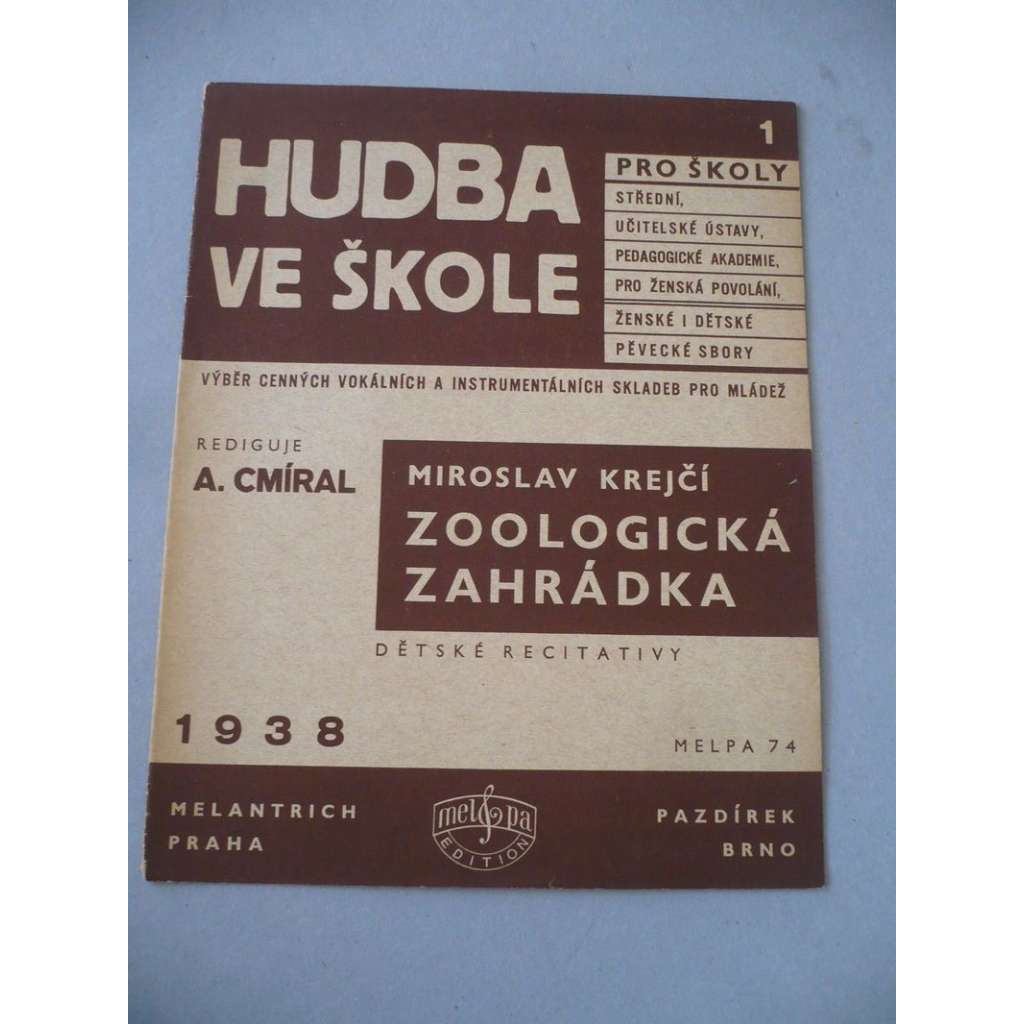 1
HUDBA
VE ŠKOLE
PRO ŠKOLY
STŘEDNÍ,
UČITELSKÉ ÚSTAVY,
PEDAGOGICKÉ AKADEMIE,
PRO ŽENSKÁ POVOLÁNÍ,
ŽENSKÉ I DĚTSKÉ
PĚVECKÉ SBORY
VÝBĚR CENNÝCH VOKÁLNÍCH A INSTRUMENTÁLNÍCH SKLADEB PRO MLÁDEŽ
REDIGUJE
A. CMÍRAL
MIROSLAV KREJČÍ
ZOOLOGICKÁ
ZAHRÁDKA
DĚTSKÉ RECITATIVY
1938
MELPA 74
MELANTRICH
PRAHA
mel & pa
EDITION
PAZDÍREK
BRNO